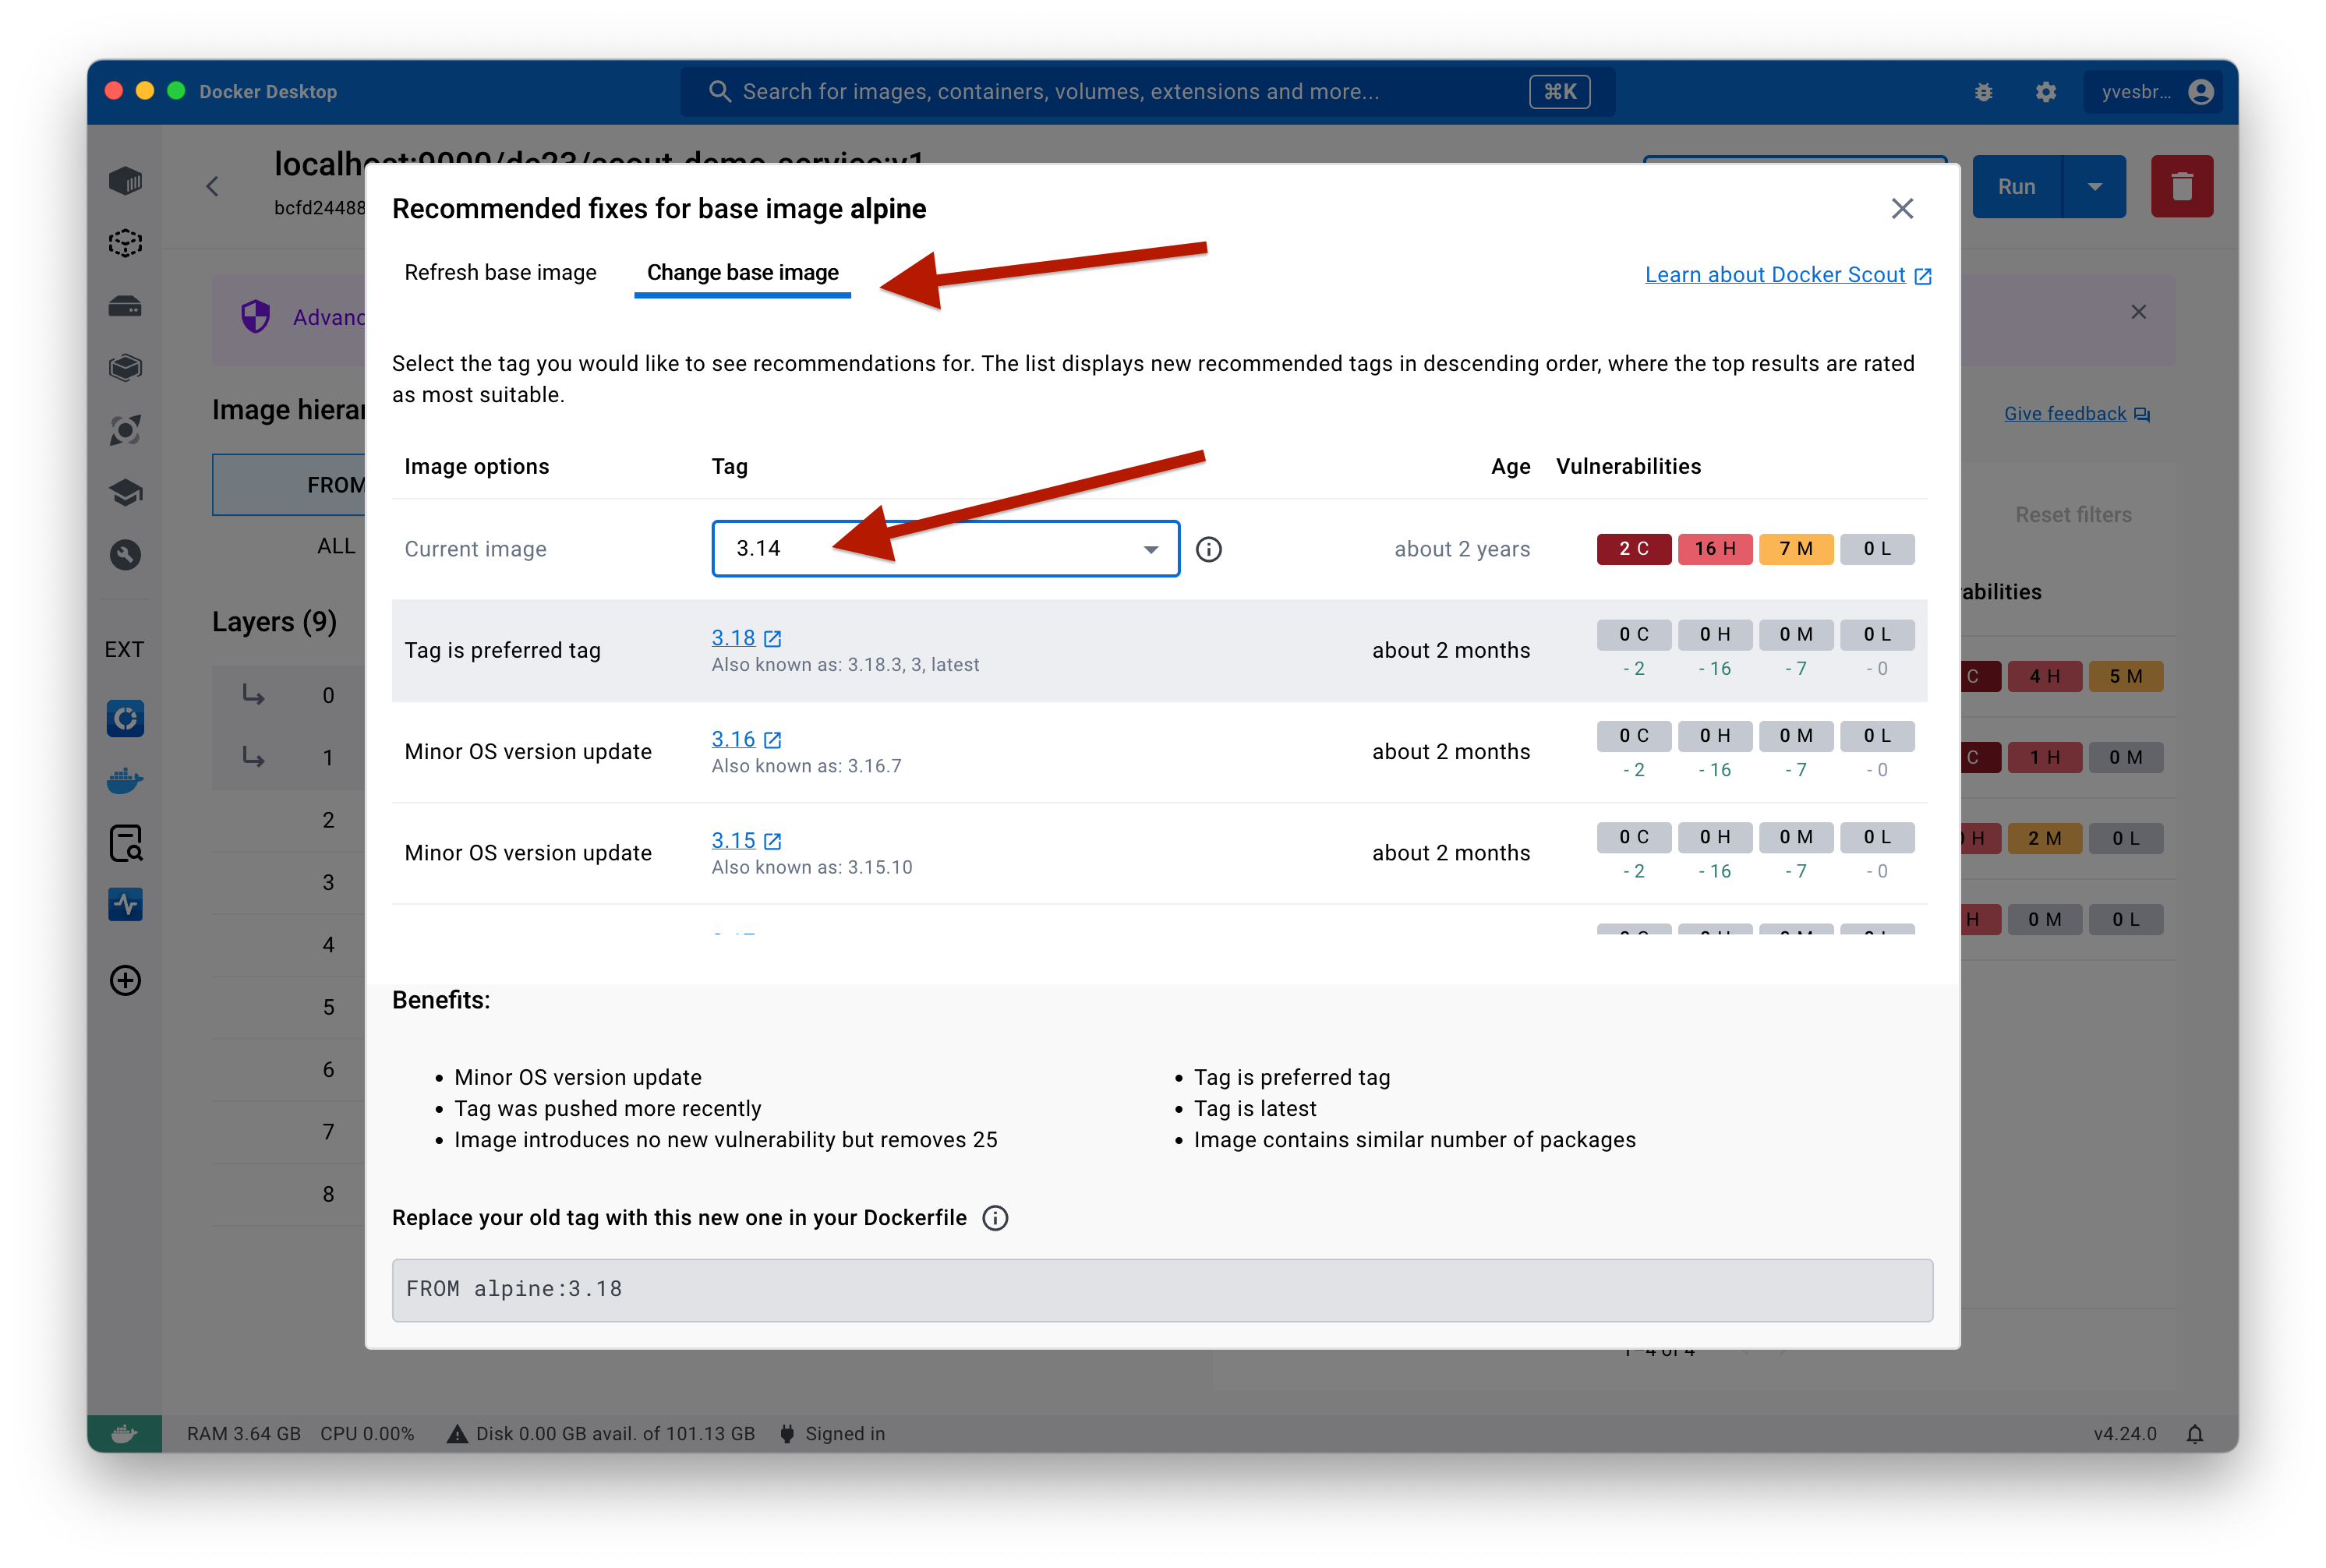 Docker Desktop
Search for images, containers, volumes, extensions and more...
⌘K
yvesbr...
localhost:9000/dc23/scout-demo-service:v1
bcfd24488
Run
Recommended fixes for base image alpine
Refresh base image
Change base image
Learn about Docker Scout
Advanc
Select the tag you would like to see recommendations for. The list displays new recommended tags in descending order, where the top results are rated
as most suitable.
Image hierar
Give feedback
FROM
ALL
Reset filters
Image options Tag Age Vulnerabilities
Current image 3.14 about 2 years 2 C 16 H 7 M 0 L
abilities
Layers (9)
EXT
Tag is preferred tag 3.18 about 2 months 0 C 0 H 0 M 0 L
Also known as: 3.18.3, 3, latest - 2 - 16 - 7 - 0
0
C 4 H 5 M
Minor OS version update 3.16 about 2 months 0 C 0 H 0 M 0 L
Also known as: 3.16.7 - 2 - 16 - 7 - 0
1
C 1 H 0 M
2
Minor OS version update 3.15 about 2 months 0 C 0 H 0 M 0 L
Also known as: 3.15.10 - 2 - 16 - 7 - 0
H 2 M 0 L
3
H 0 M 0 L
4
5
6
7
8
Benefits:
Minor OS version update
Tag was pushed more recently
Image introduces no new vulnerability but removes 25
Tag is preferred tag
Tag is latest
Image contains similar number of packages
Replace your old tag with this new one in your Dockerfile
FROM alpine:3.18
1–4 of 4
RAM 3.64 GB CPU 0.00% Disk 0.00 GB avail. of 101.13 GB Signed in
v4.24.0